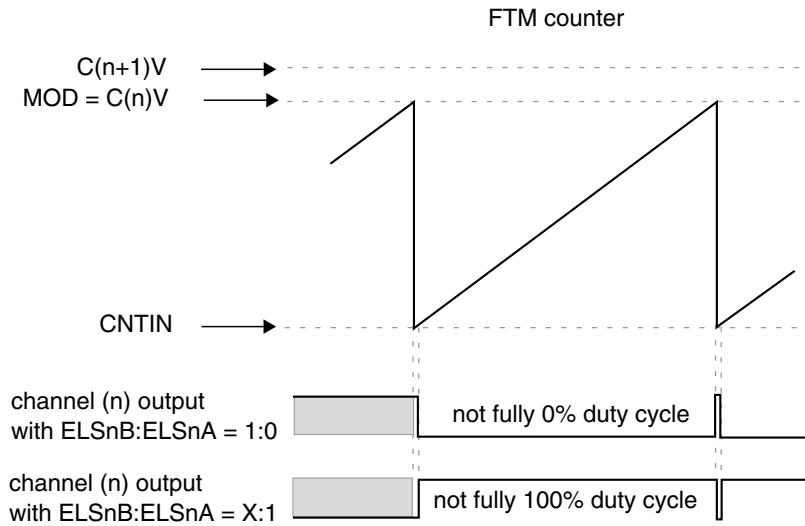 FTM counter
C(n+1)V
MOD = C(n)V
CNTIN
channel (n) output
with ELSnB:ELSnA = 1:0
not fully 0% duty cycle
channel (n) output
with ELSnB:ELSnA = X:1
not fully 100% duty cycle